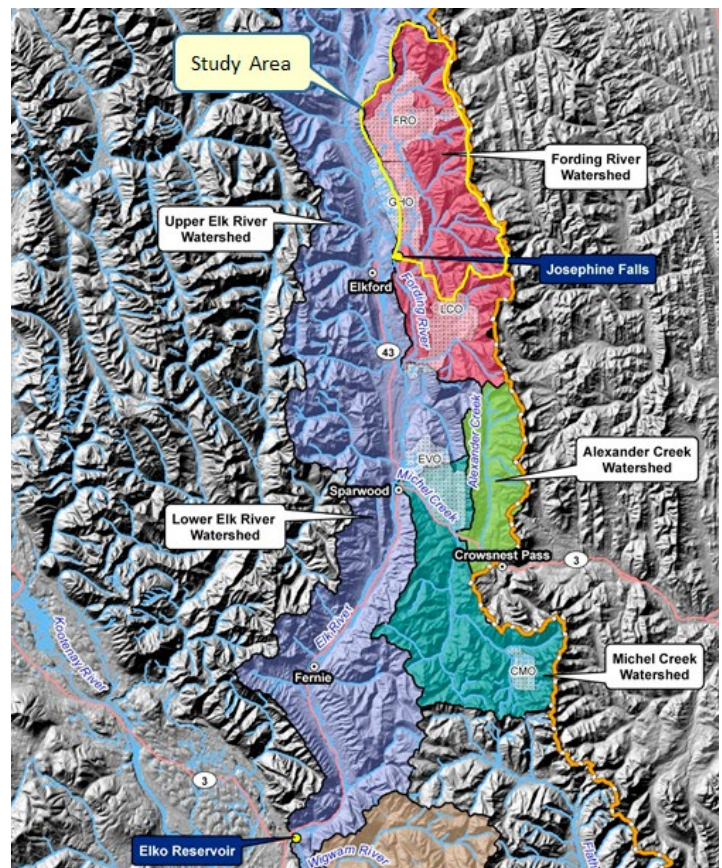 Study Area
FRO
Fording River
Watershed
Upper Elk River
Watershed
GHO
Josephine Falls
Elkford
Fording River
LCO
43
Alexander Creek
EVO
Alexander Creek
Watershed
Sparwood
Michel Creek
Lower Elk River
Watershed
Crowsnest Pass
3
Kootenay River
Elk River
Fernie
Michel Creek
Watershed
CMO
3
Elko Reservoir
Wigwam River